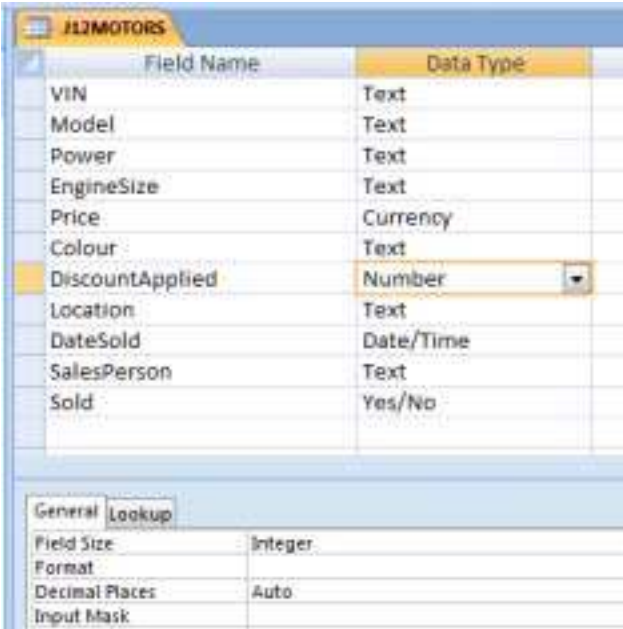 J12MOTORS
Field Name Data Type
VIN Text
Model Text
Power Text
EngineSize Text
Price Currency
Colour Text
DiscountApplied Number
Location Text
DateSold Date/Time
SalesPerson Text
Sold Yes/No
General Lookup
Field Size Integer
Format
Decimal Places Auto
Input Mask